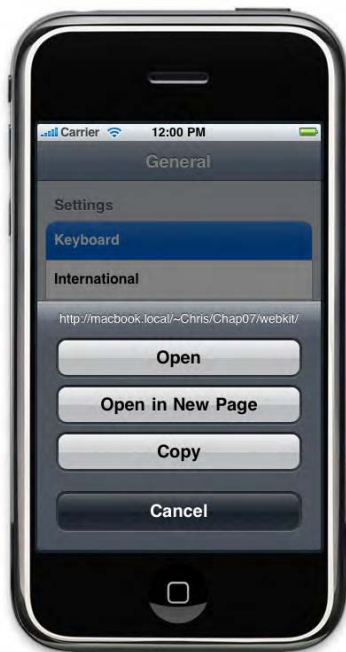 Carrier 12:00 PM
General
Settings
Keyboard
International
http://macbook.local/~Chris/Chap07/webkit/
Open
Open in New Page
Copy
Cancel